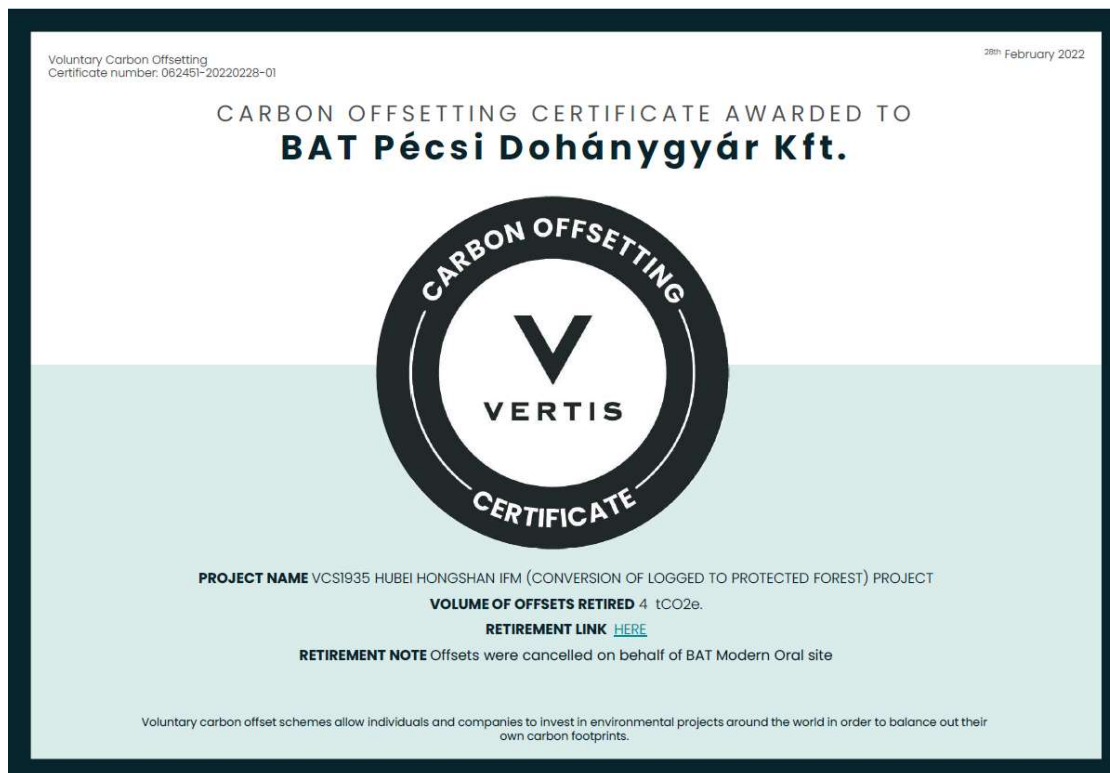 Voluntary Carbon Offsetting
Certificate number: 062451-20220228-01
28th February 2022
CARBON OFFSETTING CERTIFICATE AWARDED TO
BAT Pécsi Dohánygyár Kft.
CARBON OFFSETTING
VERTIS
CERTIFICATE
PROJECT NAME VCS1935 HUBEI HONGSHAN IFM (CONVERSION OF LOGGED TO PROTECTED FOREST) PROJECT
VOLUME OF OFFSETS RETIRED 4 tCO2e.
RETIREMENT LINK HERE
RETIREMENT NOTE Offsets were cancelled on behalf of BAT Modern Oral site
Voluntary carbon offset schemes allow individuals and companies to invest in environmental projects around the world in order to balance out their
own carbon footprints.